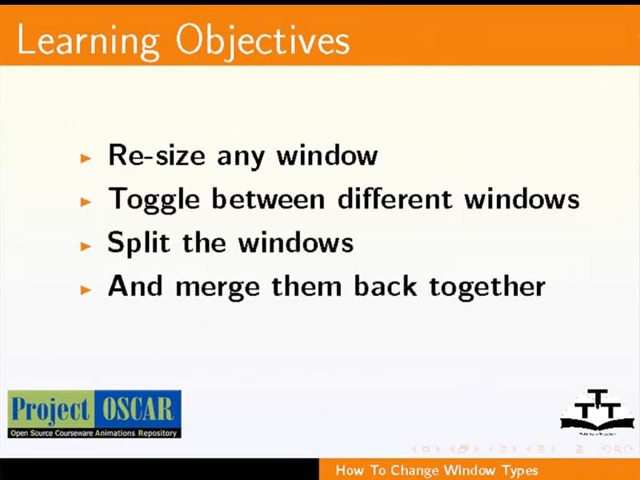 Learning Objectives
Re-size any window
Toggle between different windows
Split the windows
And merge them back together
Project OSCAR
Open Source Courseware Animations Repository
TTT
How To Change Window Types